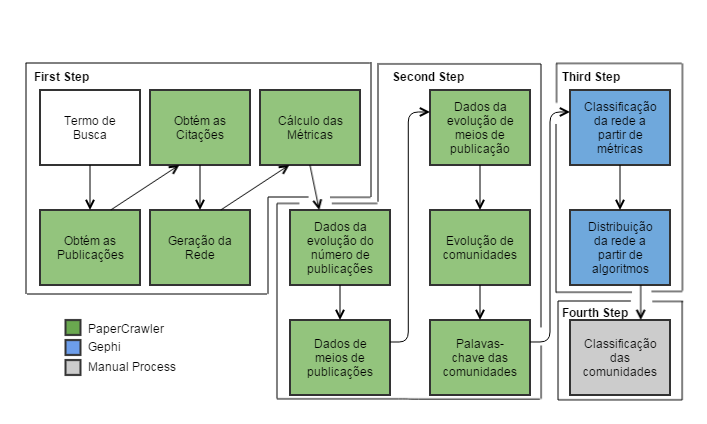 First Step
Termo de
Busca
Obtém as
Publicações
Obtém as
Citações
Geração da
Rede
Cálculo das
Métricas
Second Step
Dados da
evolução do
número de
publicações
Dados de
meios de
publicações
Dados da
evolução de
meios de
publicação
Evolução de
comunidades
Palavas-
chave das
comunidades
Third Step
Classificação
da rede a
partir de
métricas
Distribuição
da rede a
partir de
algoritmos
Fourth Step
Classificação
das
comunidades
PaperCrawler
Gephi
Manual Process